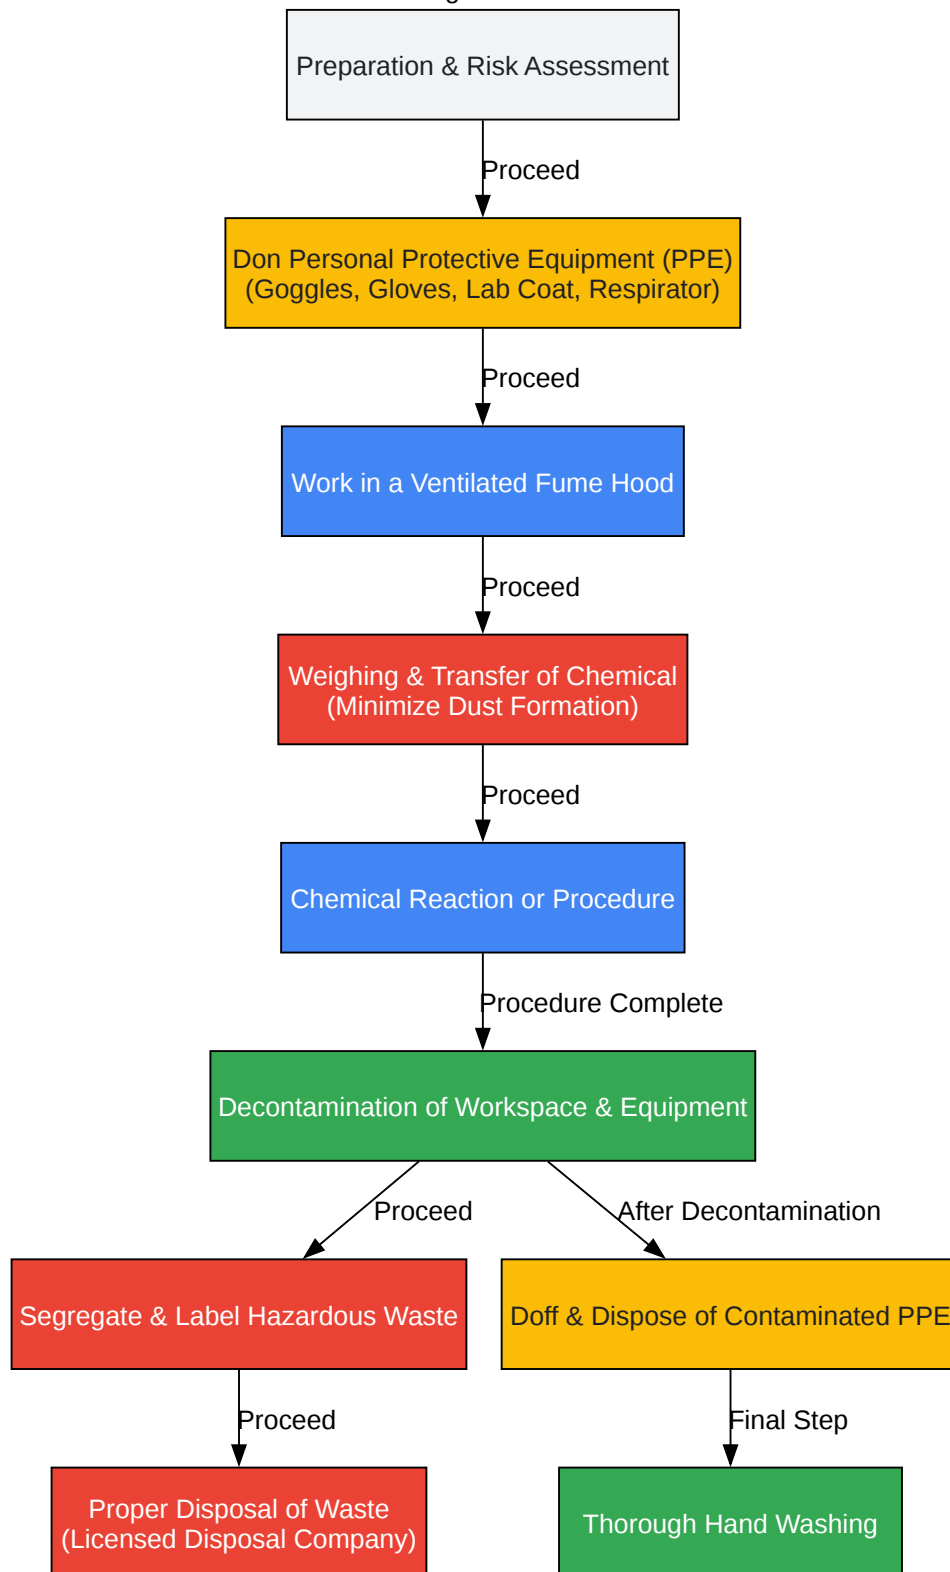 Preparation & Risk Assessment
Proceed
Don Personal Protective Equipment (PPE)
(Goggles, Gloves, Lab Coat, Respirator)
Proceed
Work in a Ventilated Fume Hood
Proceed
Weighing & Transfer of Chemical
(Minimize Dust Formation)
Proceed
Chemical Reaction or Procedure
Procedure Complete
Decontamination of Workspace & Equipment
Proceed
After Decontamination
Segregate & Label Hazardous Waste
Doff & Dispose of Contaminated PPE
Proceed
Final Step
Proper Disposal of Waste
(Licensed Disposal Company)
Thorough Hand Washing